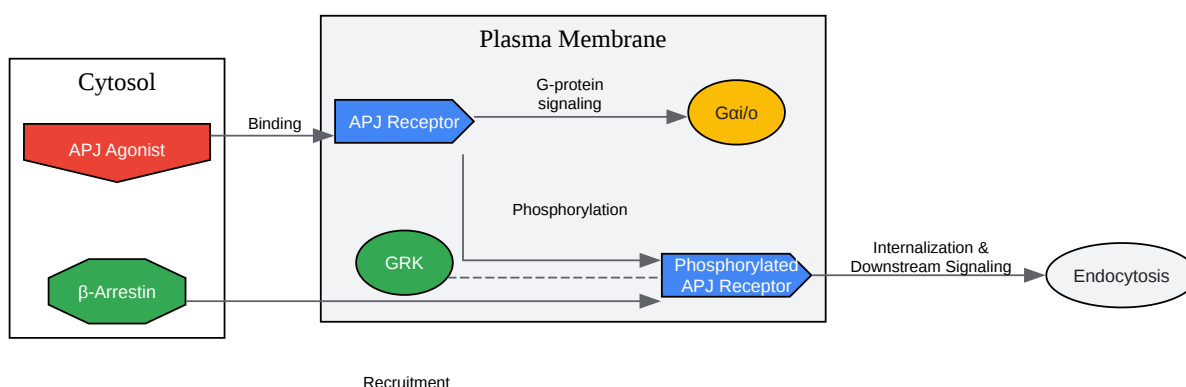 Plasma Membrane
Cytosol
G-protein
signaling
APJ Receptor
Gαi/o
Binding
APJ Agonist
Phosphorylation
GRK
Phosphorylated
APJ Receptor
Internalization &
Downstream Signaling
Endocytosis
β-Arrestin
Recruitment